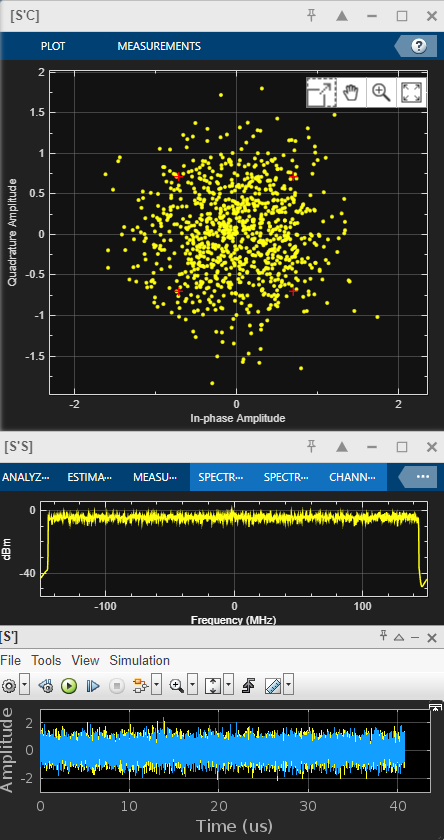 [S'C]
PLOT MEASUREMENTS
2
1.5
1
0.5
0
-0.5
-1
-1.5
Quadrature Amplitude
-2 0 2
In-phase Amplitude
[S'S]
ANALYZ··· ESTIMA··· MEASU··· SPECTR··· SPECTR··· CHANN··· ···
0
-40
dBm
-100 0 100
Frequency (MHz)
[S']
File Tools View Simulation
2
0
-2
Amplitude
0 10 20 30 40
Time (us)